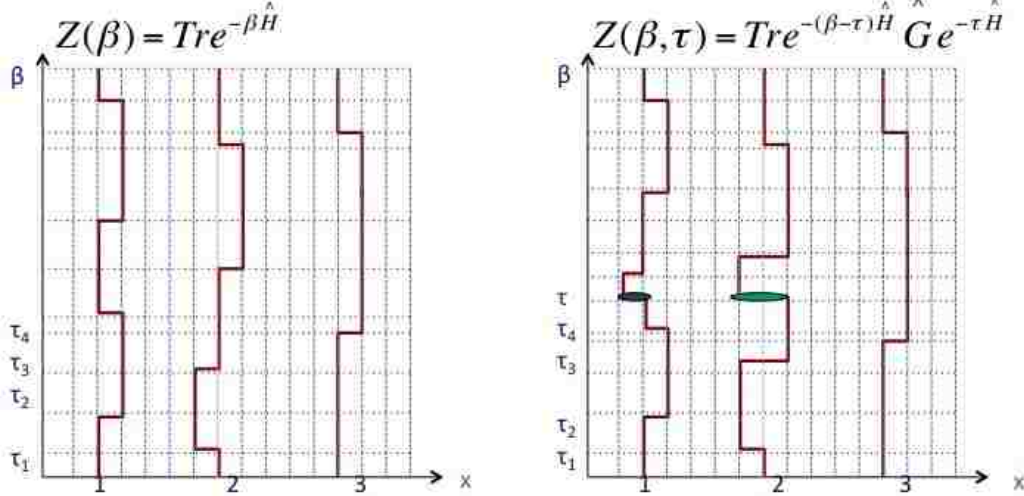 Z(β) = Tre^{-βĤ}
Z(β,τ) = Tre^{-(β-τ)Ĥ} Ĝ e^{-τĤ}
β
τ₄
τ₃
τ₂
τ₁
1 2 3 x
β
τ
τ₄
τ₃
τ₂
τ₁
1 2 3 x